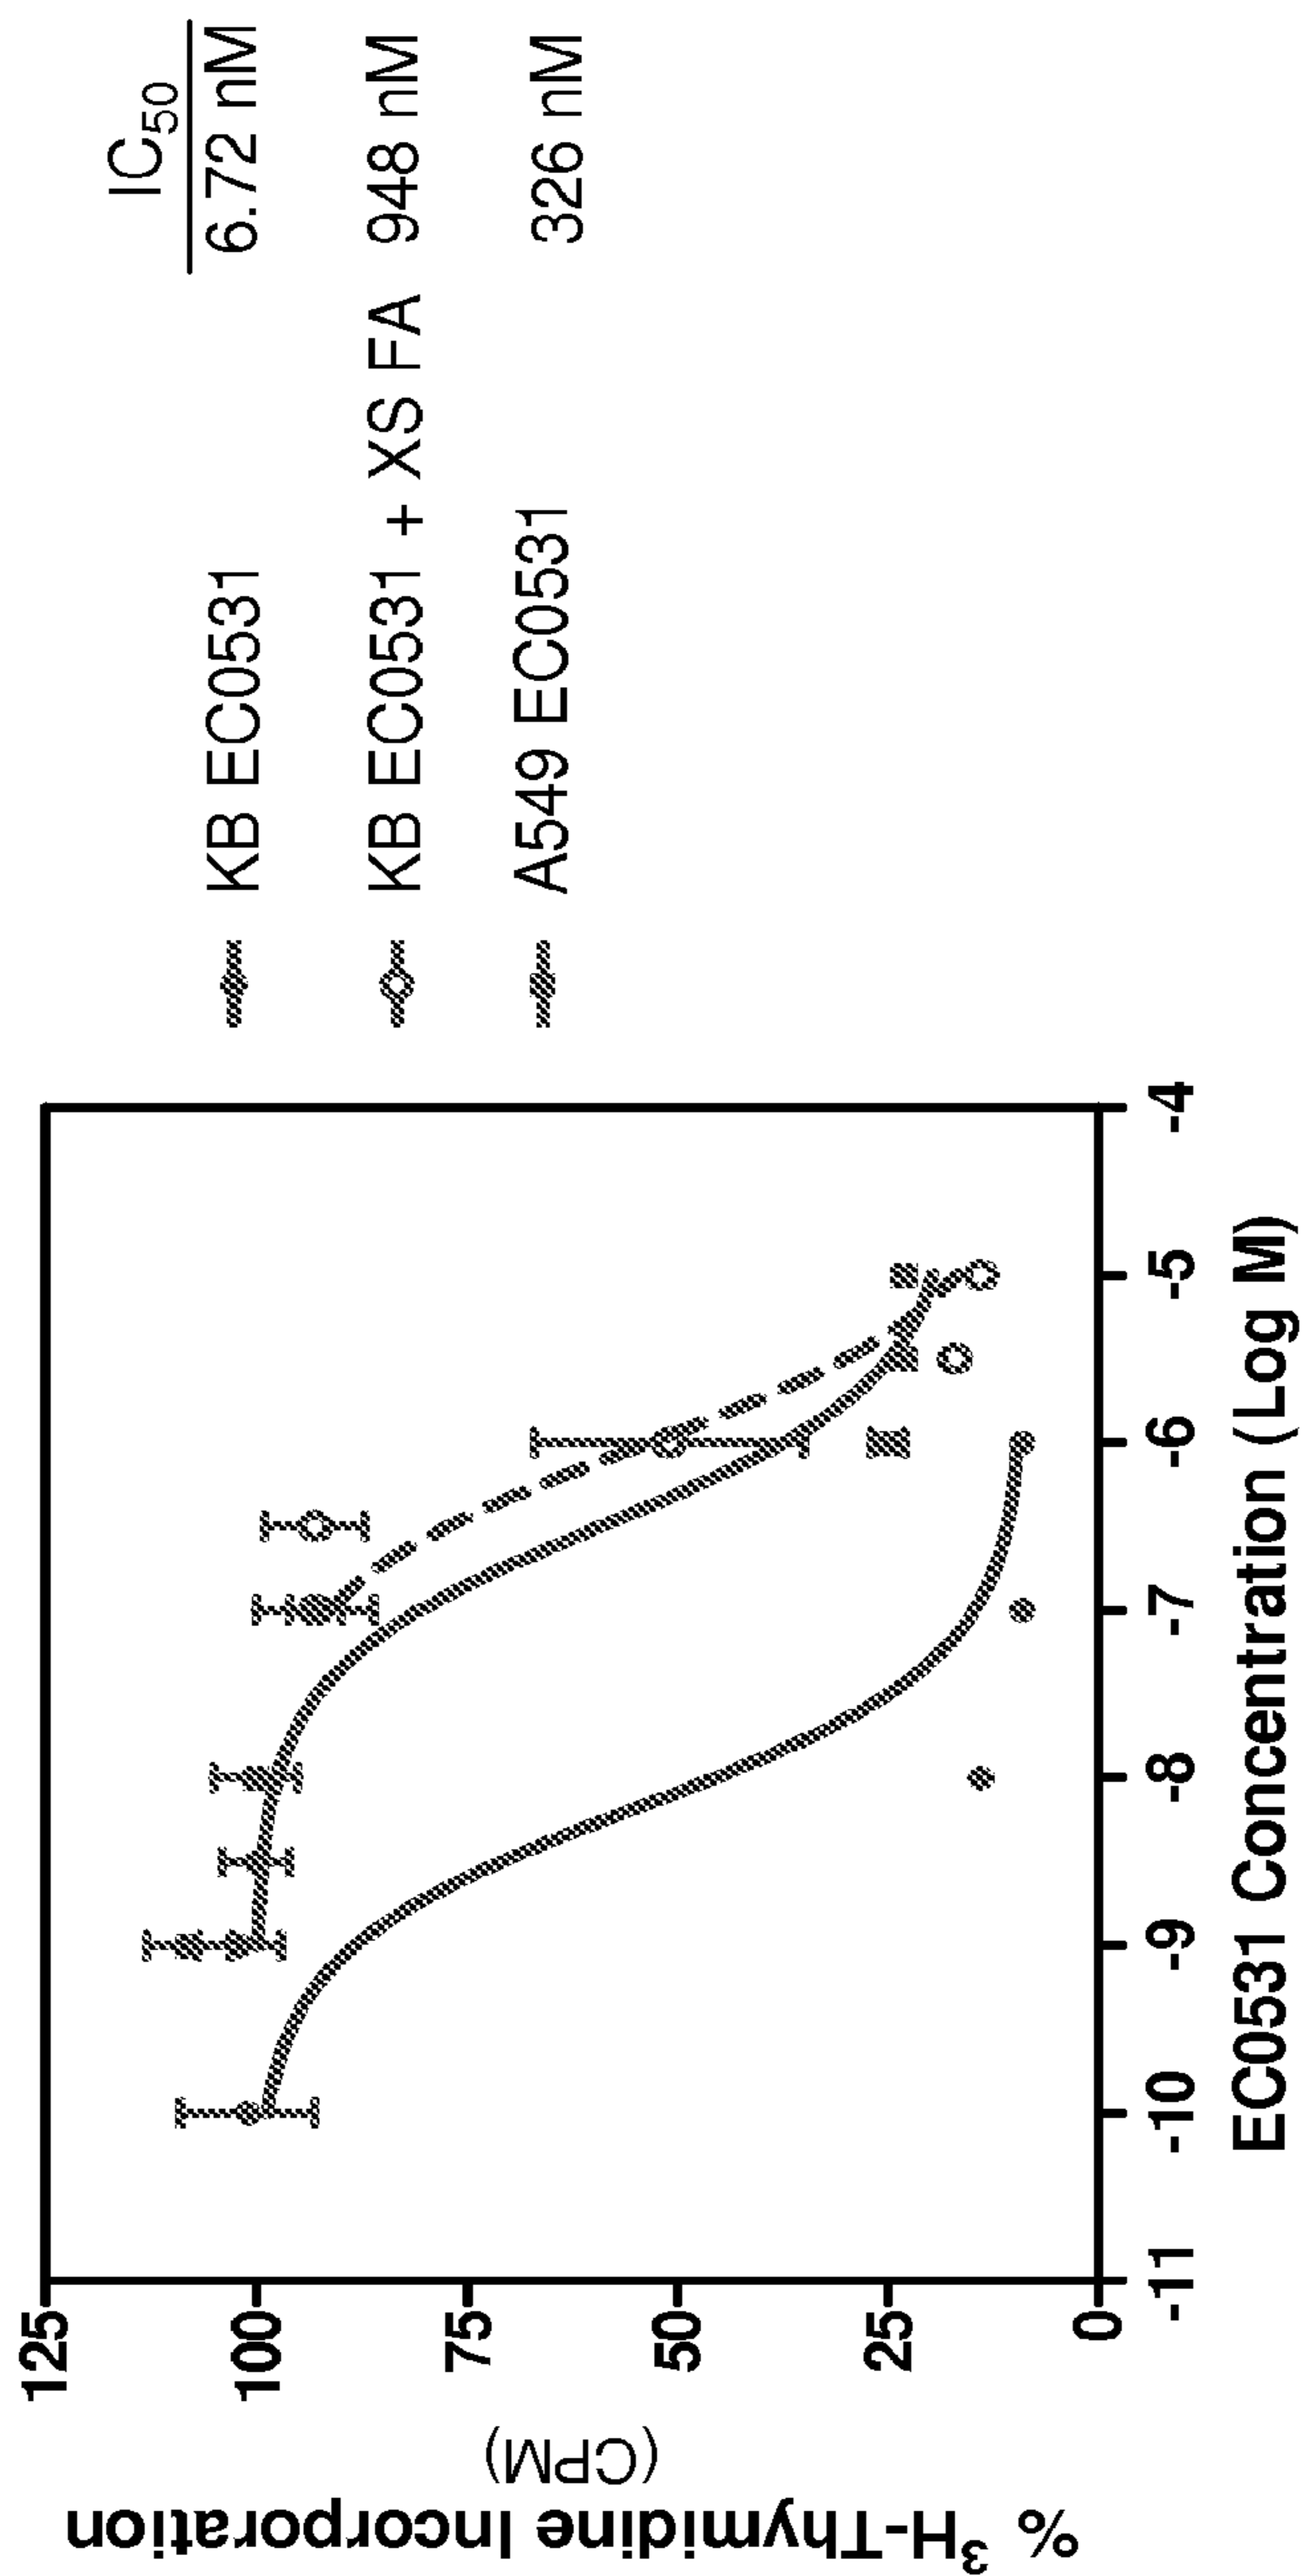 % ³H-Thymidine Incorporation
(CPM)
125
100
75
50
25
0
-11
-10
-9
-8
-7
-6
-5
-4
EC0531 Concentration (Log M)
IC₅₀
KB EC0531 6.72 nM
KB EC0531 + XS FA 948 nM
A549 EC0531 326 nM